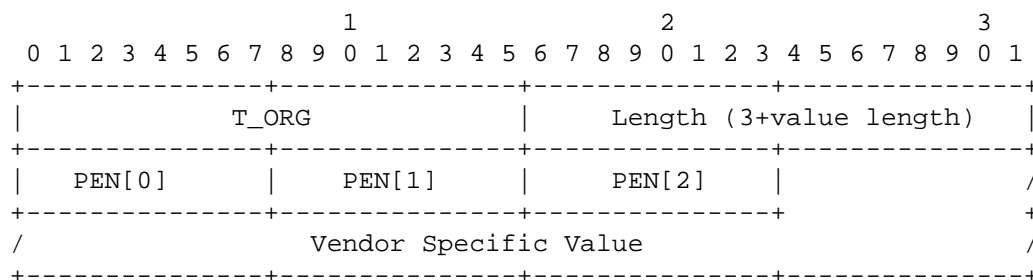 1                   2                   3
 0 1 2 3 4 5 6 7 8 9 0 1 2 3 4 5 6 7 8 9 0 1 2 3 4 5 6 7 8 9 0 1
+---------------+---------------+---------------+---------------+
|             T_ORG             |     Length (3+value length)   |
+---------------+---------------+---------------+---------------+
|   PEN[0]      |    PEN[1]     |     PEN[2]    |               /
+---------------+---------------+---------------+               +
/                  Vendor Specific Value                        /
+---------------+---------------+---------------+---------------+